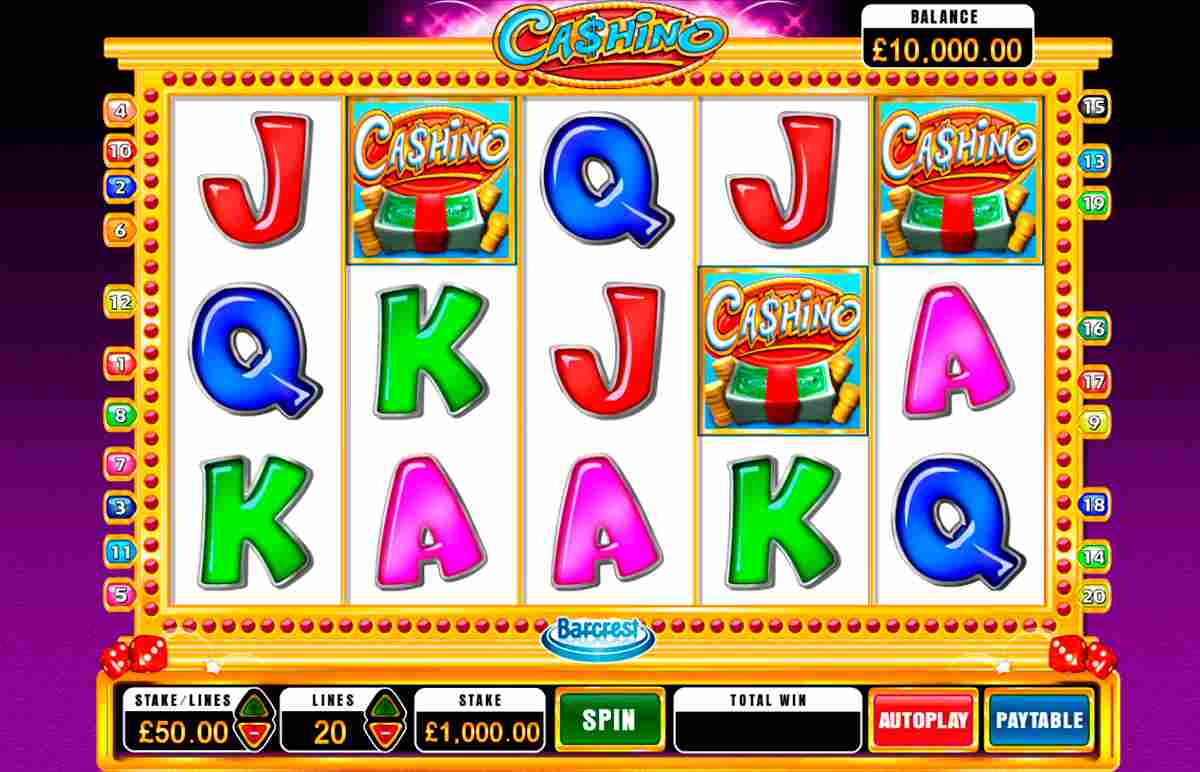 CA$HINO
BALANCE
£10,000.00
4
10
2
6
12
1
8
7
3
11
5
J
CA$HINO
Q
J
CA$HINO
Q
K
J
CA$HINO
A
K
A
A
K
Q
15
13
19
16
17
9
18
14
20
Barcrest
STAKE/LINES
£50.00
LINES
20
STAKE
£1,000.00
SPIN
TOTAL WIN
AUTOPLAY
PAYTABLE